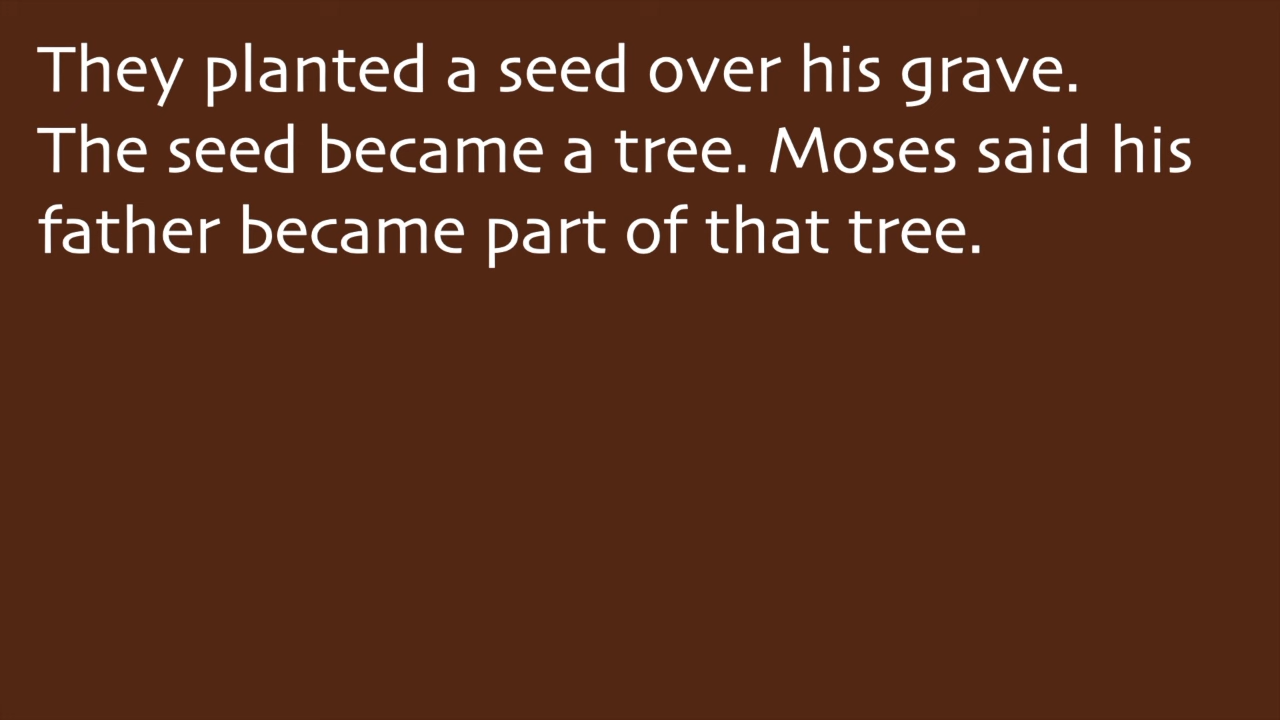 They planted a seed over his grave.
The seed became a tree. Moses said his
father became part of that tree.